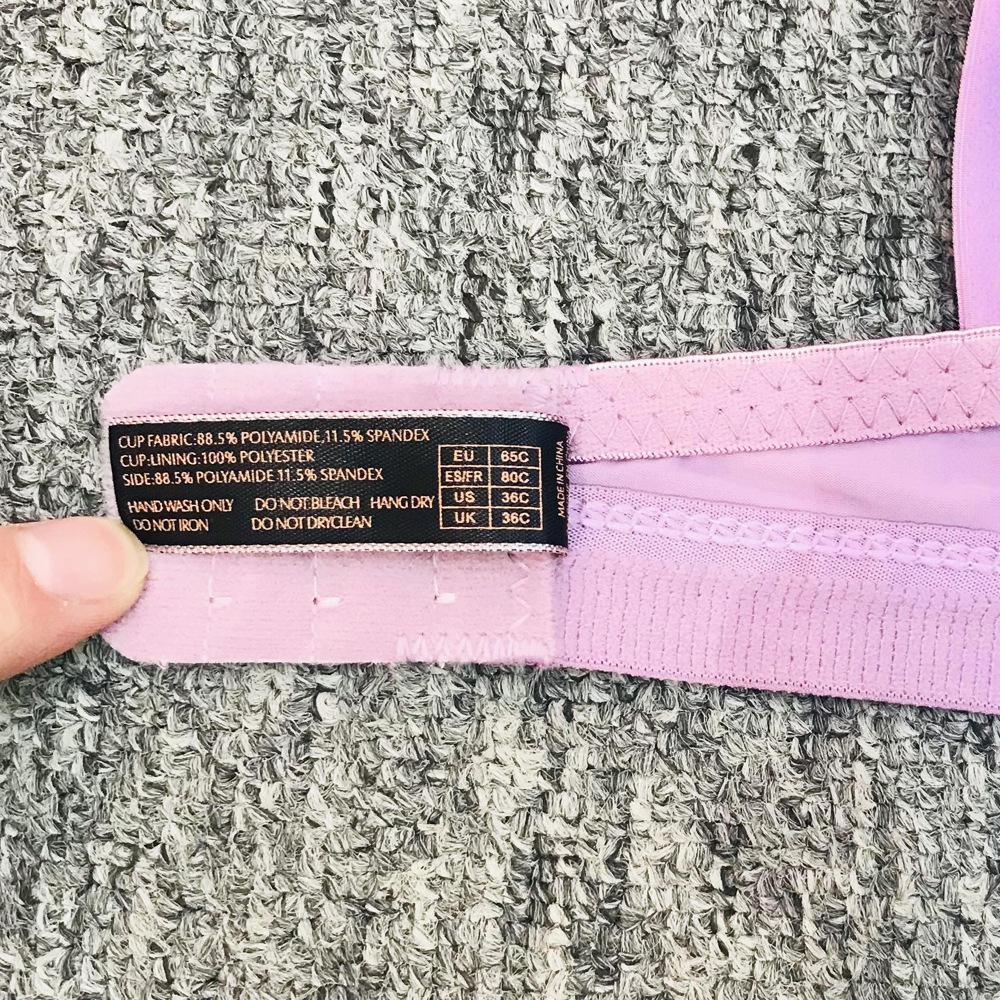 CUP FABRIC:88.5% POLYAMIDE,11.5% SPANDEX
CUP:LINING:100% POLYESTER
SIDE:88.5% POLYAMIDE 11.5% SPANDEX
HAND WASH ONLY DO NOT BLEACH HANG DRY
DO NOT IRON DO NOT DRYCLEAN
EU 65C
ES/FR 80C
US 36C
UK 36C
MADE IN CHINA